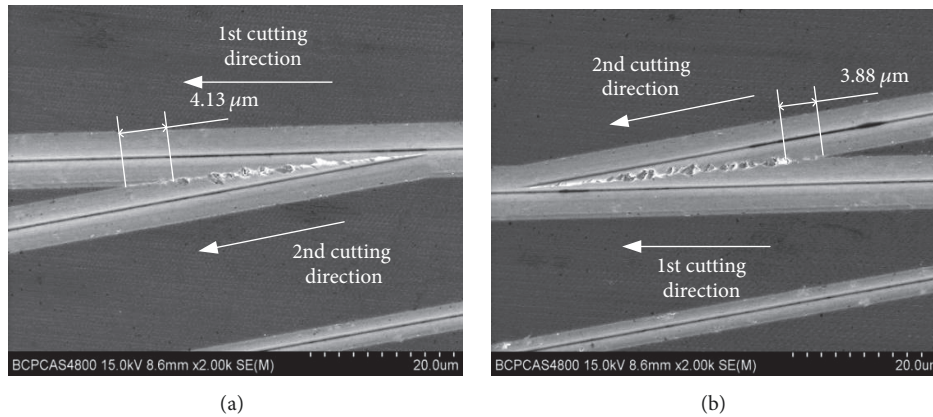 1st cutting
direction
4.13 μm
2nd cutting
direction
BCPCAS4800 15.0kV 8.6mm x2.00k SE(M)
20.0um
(a)
2nd cutting
direction
3.88 μm
1st cutting
direction
BCPCAS4800 15.0kV 8.6mm x2.00k SE(M)
20.0um
(b)